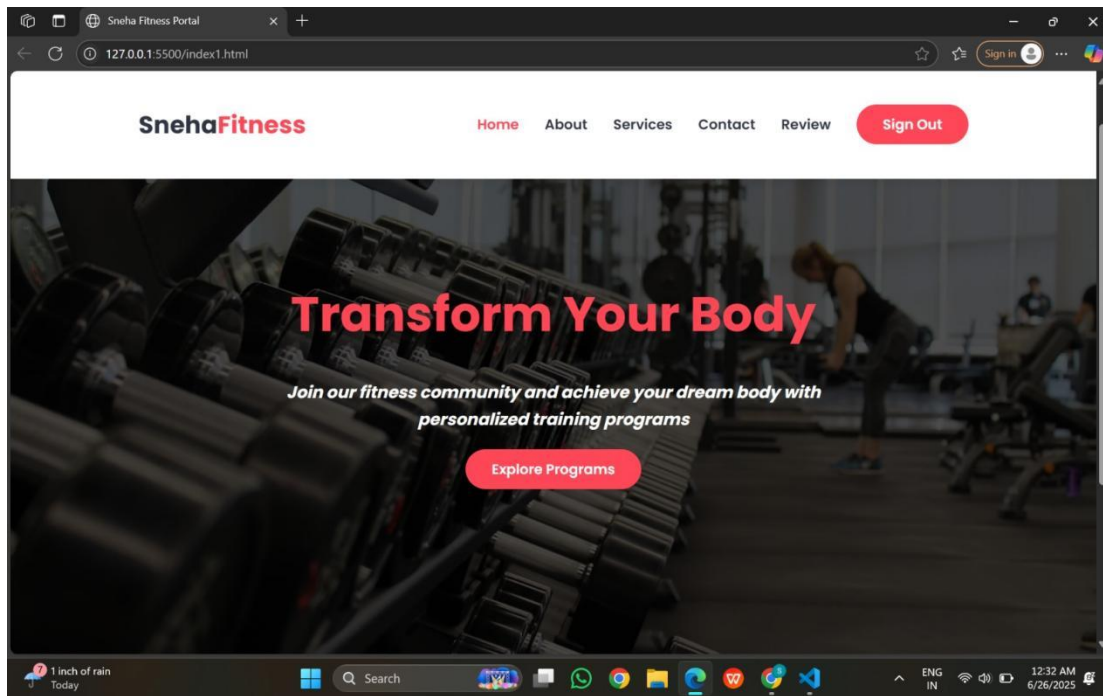 Sneha Fitness Portal
127.0.0.1:5500/index1.html
Sign in
SnehaFitness
Home About Services Contact Review Sign Out
Transform Your Body
Join our fitness community and achieve your dream body with
personalized training programs
Explore Programs
7
1 inch of rain
Today
Search
ENG
IN
12:32 AM
6/26/2025